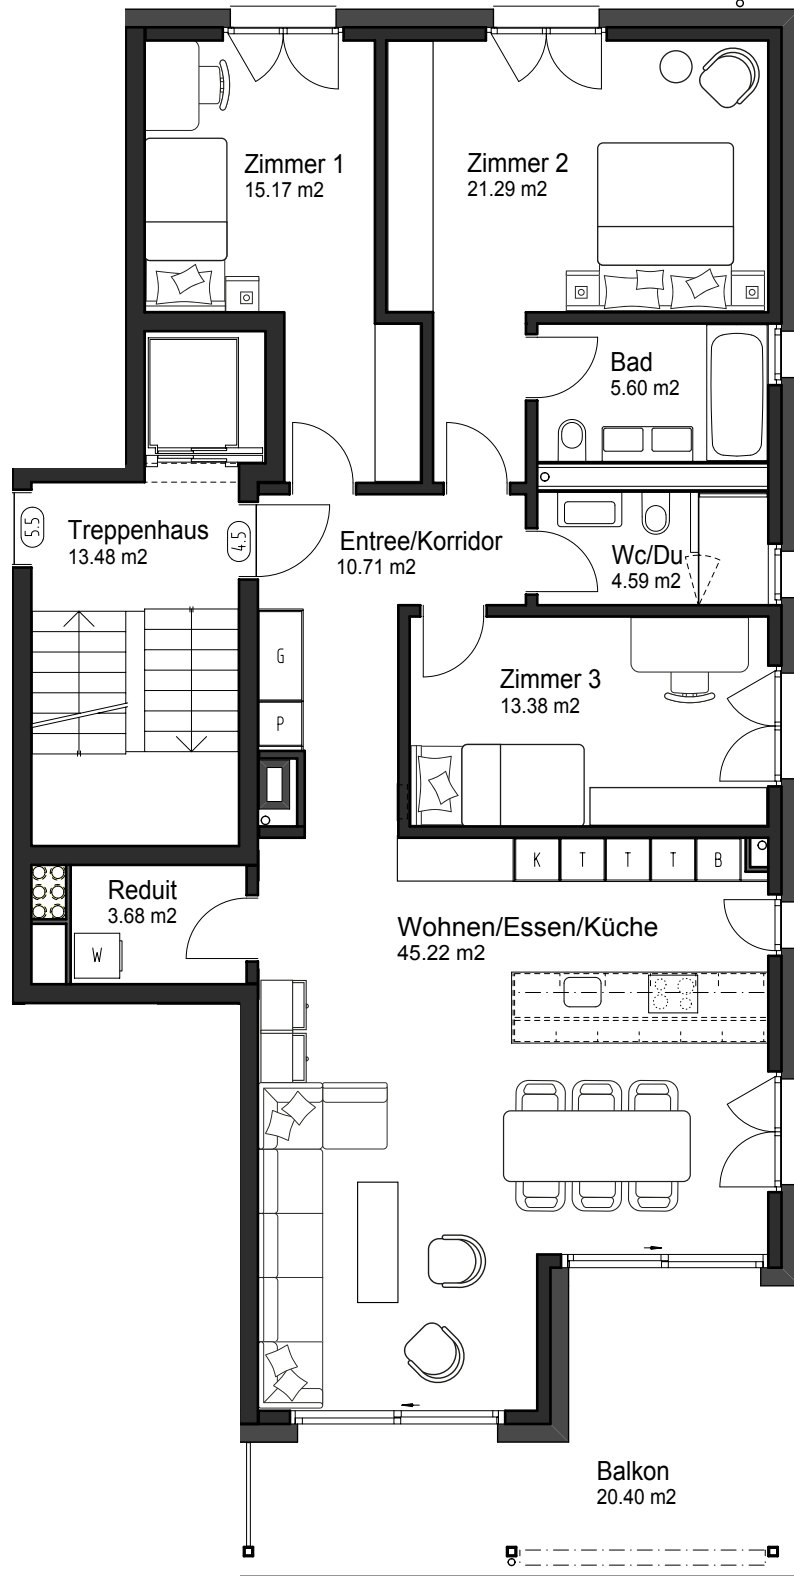 Zimmer 1
15.17 m2
Zimmer 2
21.29 m2
Bad
5.60 m2
5.5
Treppenhaus
13.48 m2
4.5
Entree/Korridor
10.71 m2
Wc/Du
4.59 m2
G
P
Zimmer 3
13.38 m2
K T T T B
Reduit
3.68 m2
W
Wohnen/Essen/Küche
45.22 m2
Balkon
20.40 m2